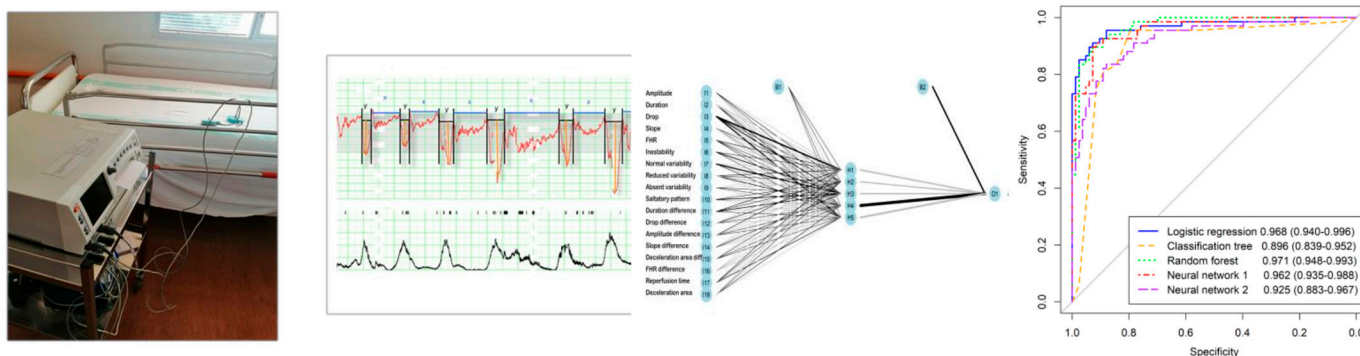 y x y x y x y x y x y
Amplitude I1
Duration I2
Drop I3
Slope I4
FHR I5
Inestability I6
Normal variability I7
Reduced variability I8
Absent variability I9
Saltatory pattern I10
Duration difference I11
Drop difference I12
Amplitude difference I13
Slope difference I14
Deceleration area diff I15
FHR difference I16
Reperfusion time I17
Deceleration area I18
B1
B2
H1
H2
H3
H4
H5
O1
Sensitivity
1.0
0.8
0.6
0.4
0.2
0.0
Logistic regression 0.968 (0.940-0.996)
Classification tree 0.896 (0.839-0.952)
Random forest 0.971 (0.948-0.993)
Neural network 1 0.962 (0.935-0.988)
Neural network 2 0.925 (0.883-0.967)
1.0 0.8 0.6 0.4 0.2 0.0
Specificity